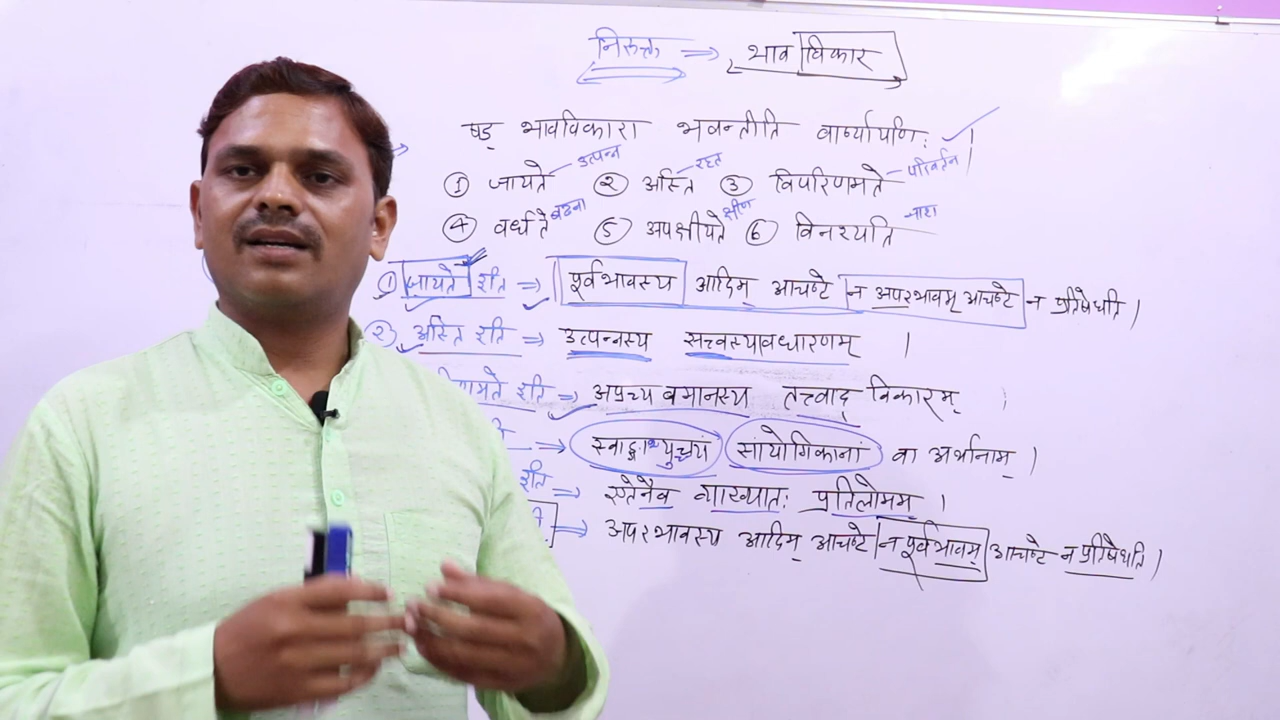 निरुक्त ⇒ भावविकार
षड् भावविकारा भवन्तीति वार्ष्यायणिः ।
① जायते उत्पन्न ② अस्ति रहत ③ विपरिणमते परिवर्तन
④ वर्धते बढना ⑤ अपक्षीयते क्षीण ⑥ विनश्यति नाश
① जायते इति ⇒ पूर्वभावस्य आदिम् आचष्टे न अपरभावम् आचष्टे न प्रतिषेधति ।
② अस्ति इति ⇒ उत्पन्नस्य सत्त्वस्यावधारणम् ।
णमते इति ⇒ अप्रच्यवमानस्य तत्त्वाद् विकारम् ।
⇒ स्वाङ्गाभ्युच्चयं सांयोगिकानां वा अर्थानाम् ।
इति ⇒ एतेनैव व्याख्यातः प्रतिलोमम् ।
⇒ अपरभावस्य आदिम् आचष्टे न पूर्वभावम् आचष्टे न प्रतिषेधति ।